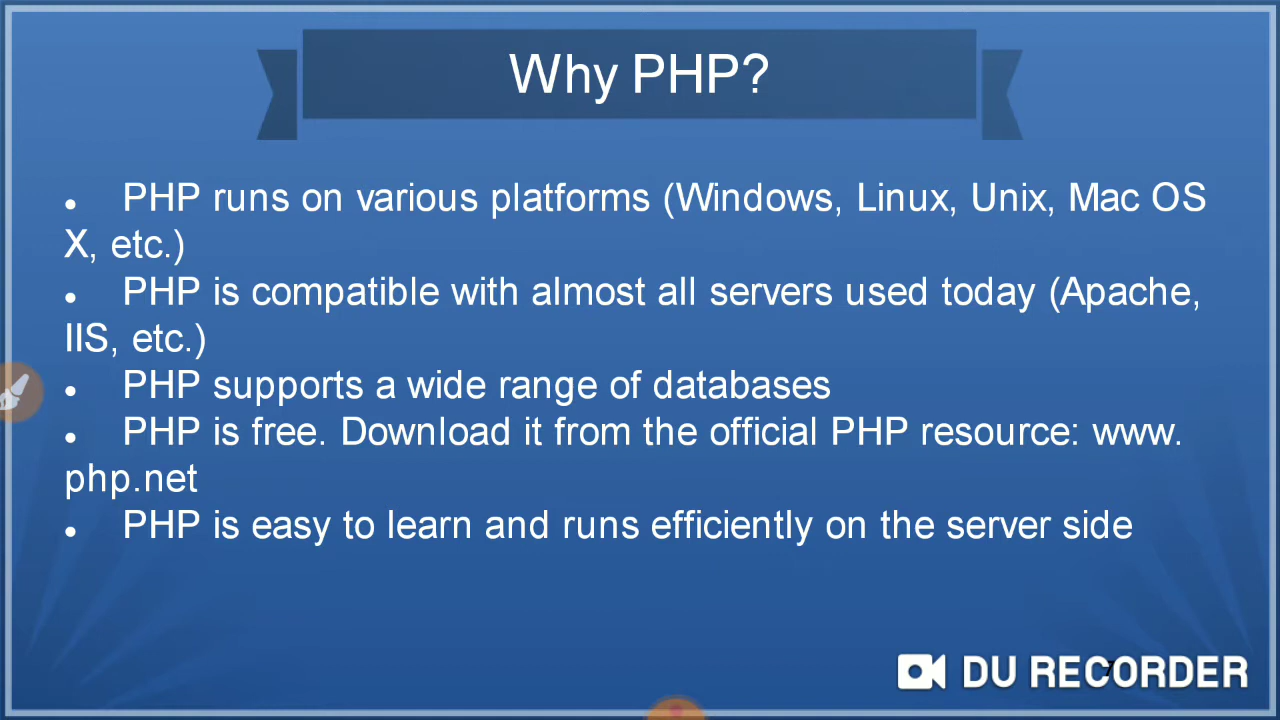 Why PHP?
• PHP runs on various platforms (Windows, Linux, Unix, Mac OS
X, etc.)
• PHP is compatible with almost all servers used today (Apache,
IIS, etc.)
• PHP supports a wide range of databases
• PHP is free. Download it from the official PHP resource: www.
php.net
• PHP is easy to learn and runs efficiently on the server side
DU RECORDER